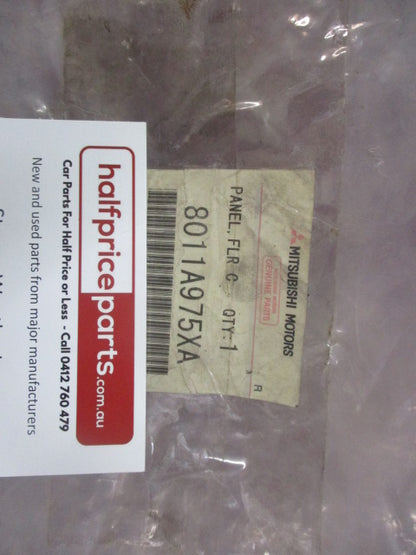 MITSUBISHI MOTORS
GENUINE PARTS
PANEL, FLR C QTY:1
8011A975XA
R
halfpriceparts.com.au
Car Parts For Half Price or Less - Call 0412 760 479
New and used parts from major manufacturers